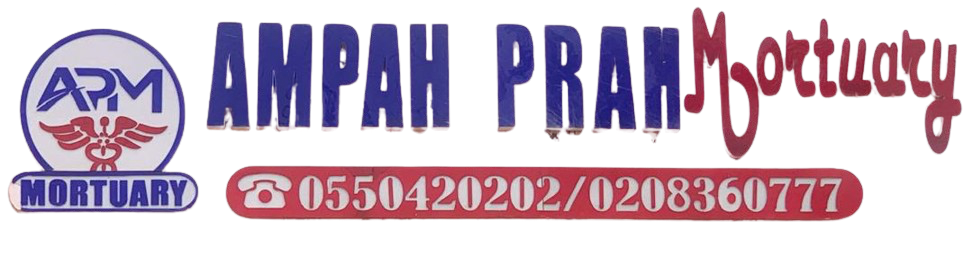 APM
MORTUARY
AMPAH PRAH Mortuary
0550420202/0208360777